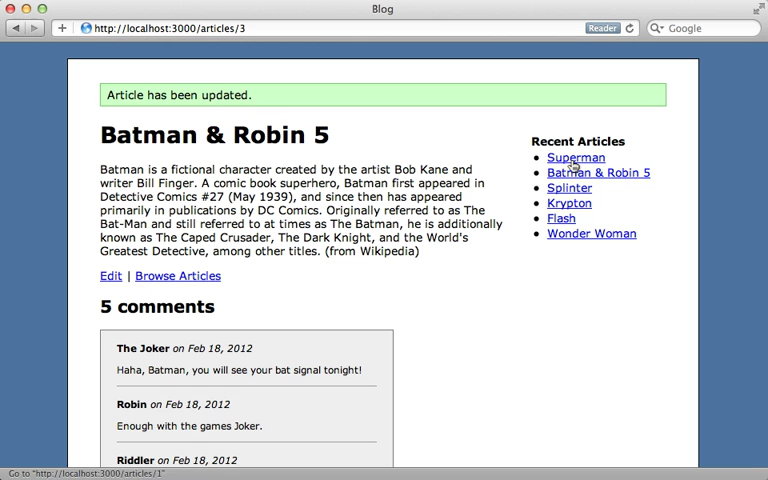 Blog
http://localhost:3000/articles/3
Reader
Google
Article has been updated.
Batman & Robin 5
Batman is a fictional character created by the artist Bob Kane and
writer Bill Finger. A comic book superhero, Batman first appeared in
Detective Comics #27 (May 1939), and since then has appeared
primarily in publications by DC Comics. Originally referred to as The
Bat-Man and still referred to at times as The Batman, he is additionally
known as The Caped Crusader, The Dark Knight, and the World's
Greatest Detective, among other titles. (from Wikipedia)
Edit | Browse Articles
5 comments
The Joker on Feb 18, 2012
Haha, Batman, you will see your bat signal tonight!
Robin on Feb 18, 2012
Enough with the games Joker.
Riddler on Feb 18, 2012
Recent Articles
Superman
Batman & Robin 5
Splinter
Krypton
Flash
Wonder Woman
Go to "http://localhost:3000/articles/1"